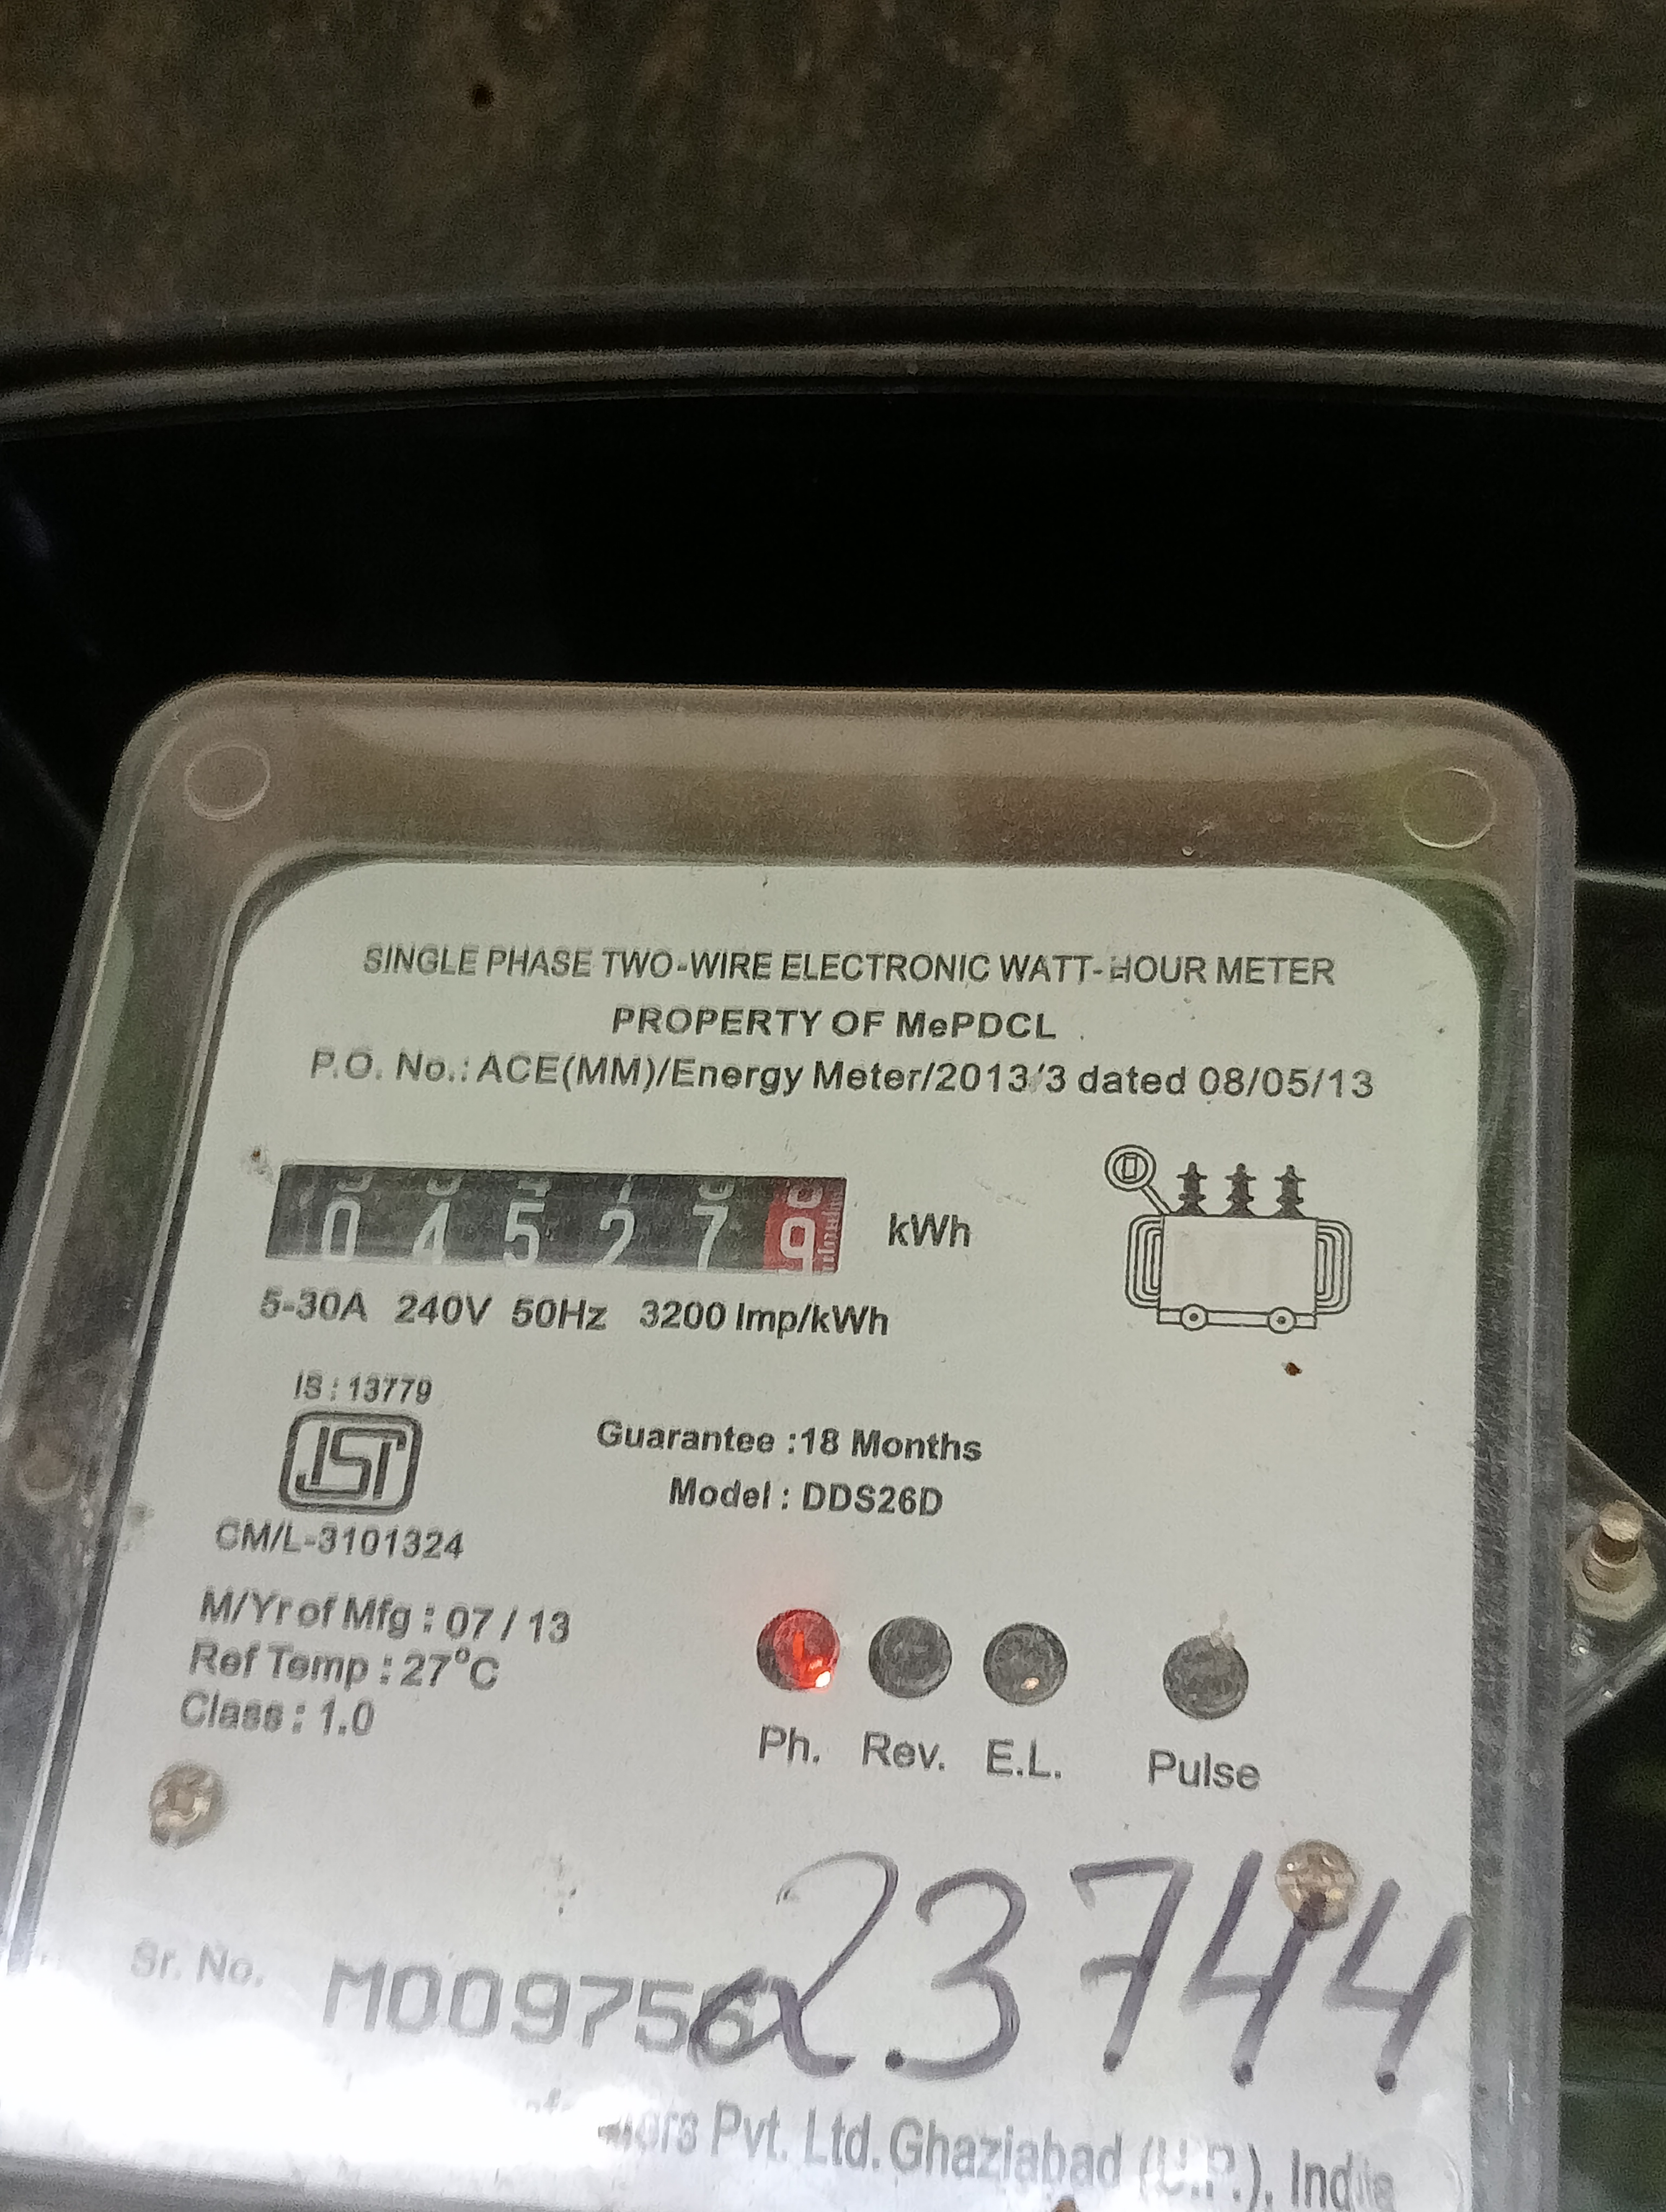 SINGLE PHASE TWO-WIRE ELECTRONIC WATT-HOUR METER
PROPERTY OF MePDCL
P.O. No.: ACE(MM)/Energy Meter/2013/3 dated 08/05/13
0 4 5 2 7 9 kWh
5-30A 240V 50Hz 3200 Imp/kWh
IS : 13779
ISI
CM/L-3101324
Guarantee :18 Months
Model : DDS26D
M/Yr of Mfg : 07 / 13
Ref Temp : 27°C
Class : 1.0
Ph. Rev. E.L. Pulse
23744
Sr. No. M009756
Pvt. Ltd. Ghaziabad (U.P.), India